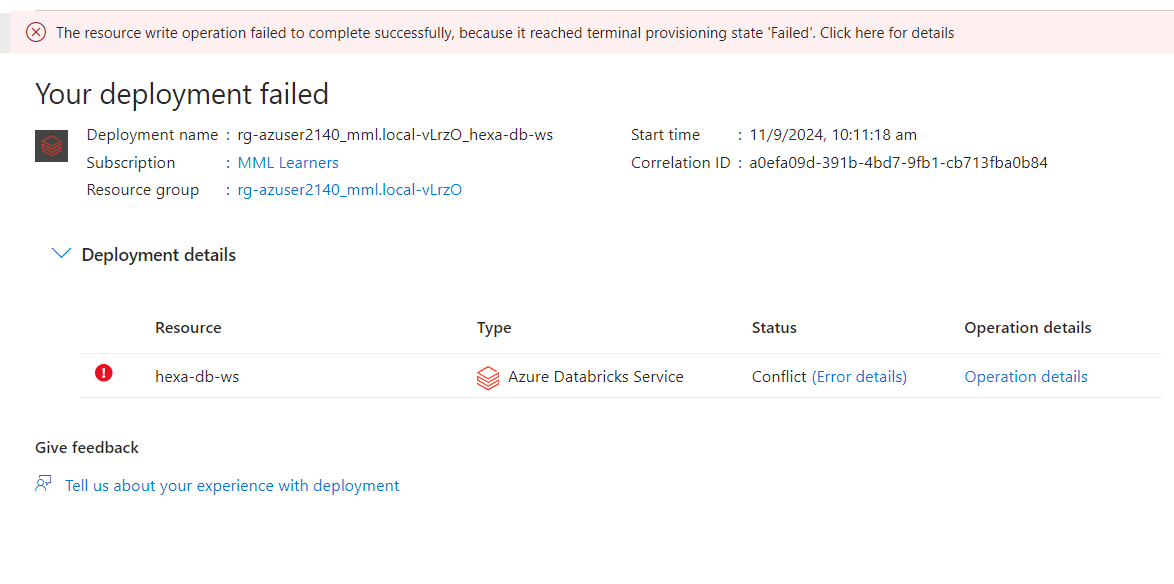 The resource write operation failed to complete successfully, because it reached terminal provisioning state 'Failed'. Click here for details
Your deployment failed
Deployment name : rg-azuser2140_mml.local-vLrzO_hexa-db-ws
Subscription : MML Learners
Resource group : rg-azuser2140_mml.local-vLrzO
Start time : 11/9/2024, 10:11:18 am
Correlation ID : a0efa09d-391b-4bd7-9fb1-cb713fba0b84
Deployment details
Resource Type Status Operation details
hexa-db-ws Azure Databricks Service Conflict (Error details) Operation details
Give feedback
Tell us about your experience with deployment